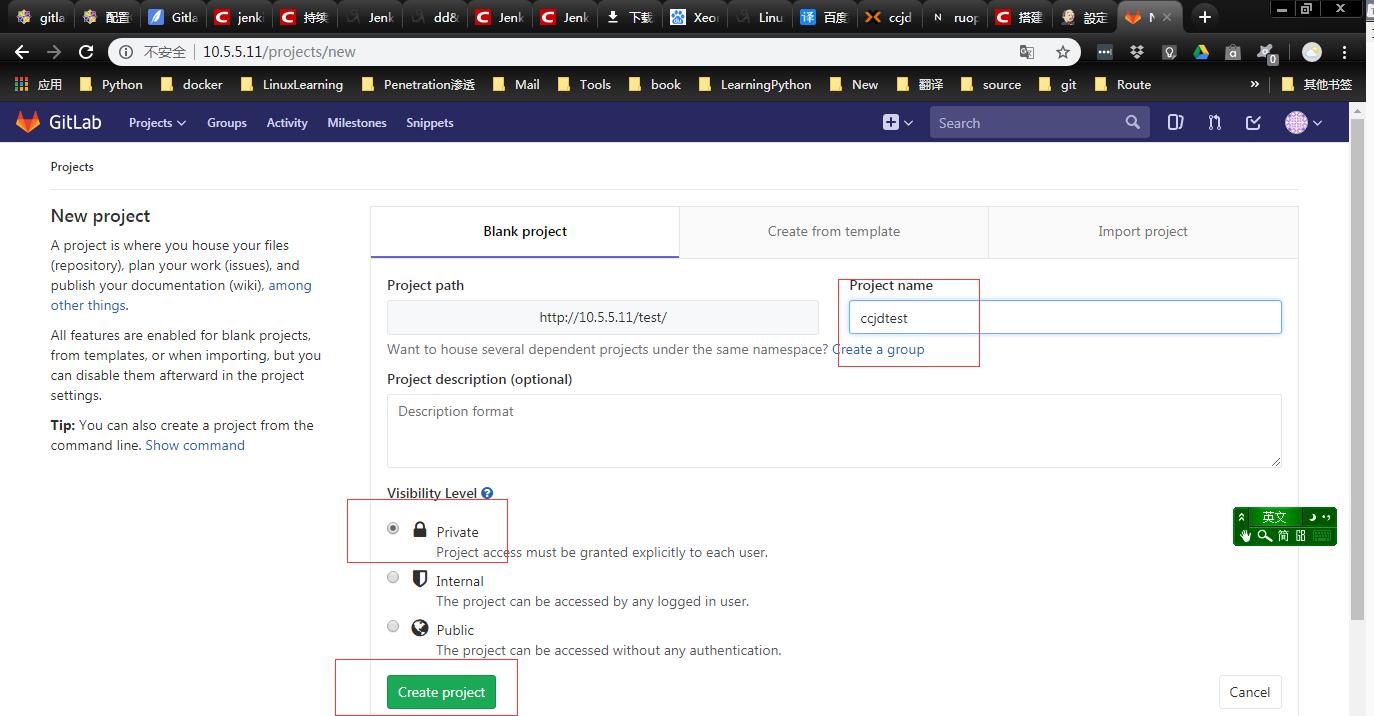 gitla 配置 Gitla jenki 持续 Jenk dd8 Jenk Jenk 下载 Xeo Linu 百度 ccjd ruop 搭建 設定
不安全 10.5.5.11/projects/new
应用 Python docker LinuxLearning Penetration渗透 Mail Tools book LearningPython New 翻译 source git Route » 其他书签
GitLab Projects Groups Activity Milestones Snippets Search
Projects
New project
A project is where you house your files
(repository), plan your work (issues), and
publish your documentation (wiki), among
other things.
All features are enabled for blank projects,
from templates, or when importing, but you
can disable them afterward in the project
settings.
Tip: You can also create a project from the
command line. Show command
Blank project Create from template Import project
Project path Project name
http://10.5.5.11/test/ ccjdtest
Want to house several dependent projects under the same namespace? Create a group
Project description (optional)
Description format
Visibility Level
Private
Project access must be granted explicitly to each user.
Internal
The project can be accessed by any logged in user.
Public
The project can be accessed without any authentication.
Create project Cancel
英文
简